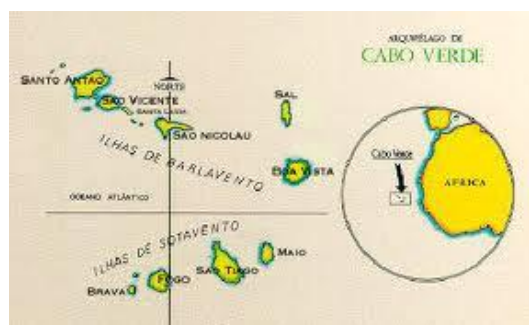 ARQUIPÉLAGO DE
CABO VERDE
SANTO ANTÃO
NORTE
SÃO VICENTE
SANTA LUZIA
SAL
SÃO NICOLAU
ILHAS DE BARLAVENTO
BOA VISTA
Cabo Verde
AFRICA
OCEANO ATLÂNTICO
ILHAS DE SOTAVENTO
MAIO
SÃO TIAGO
FOGO
BRAVA